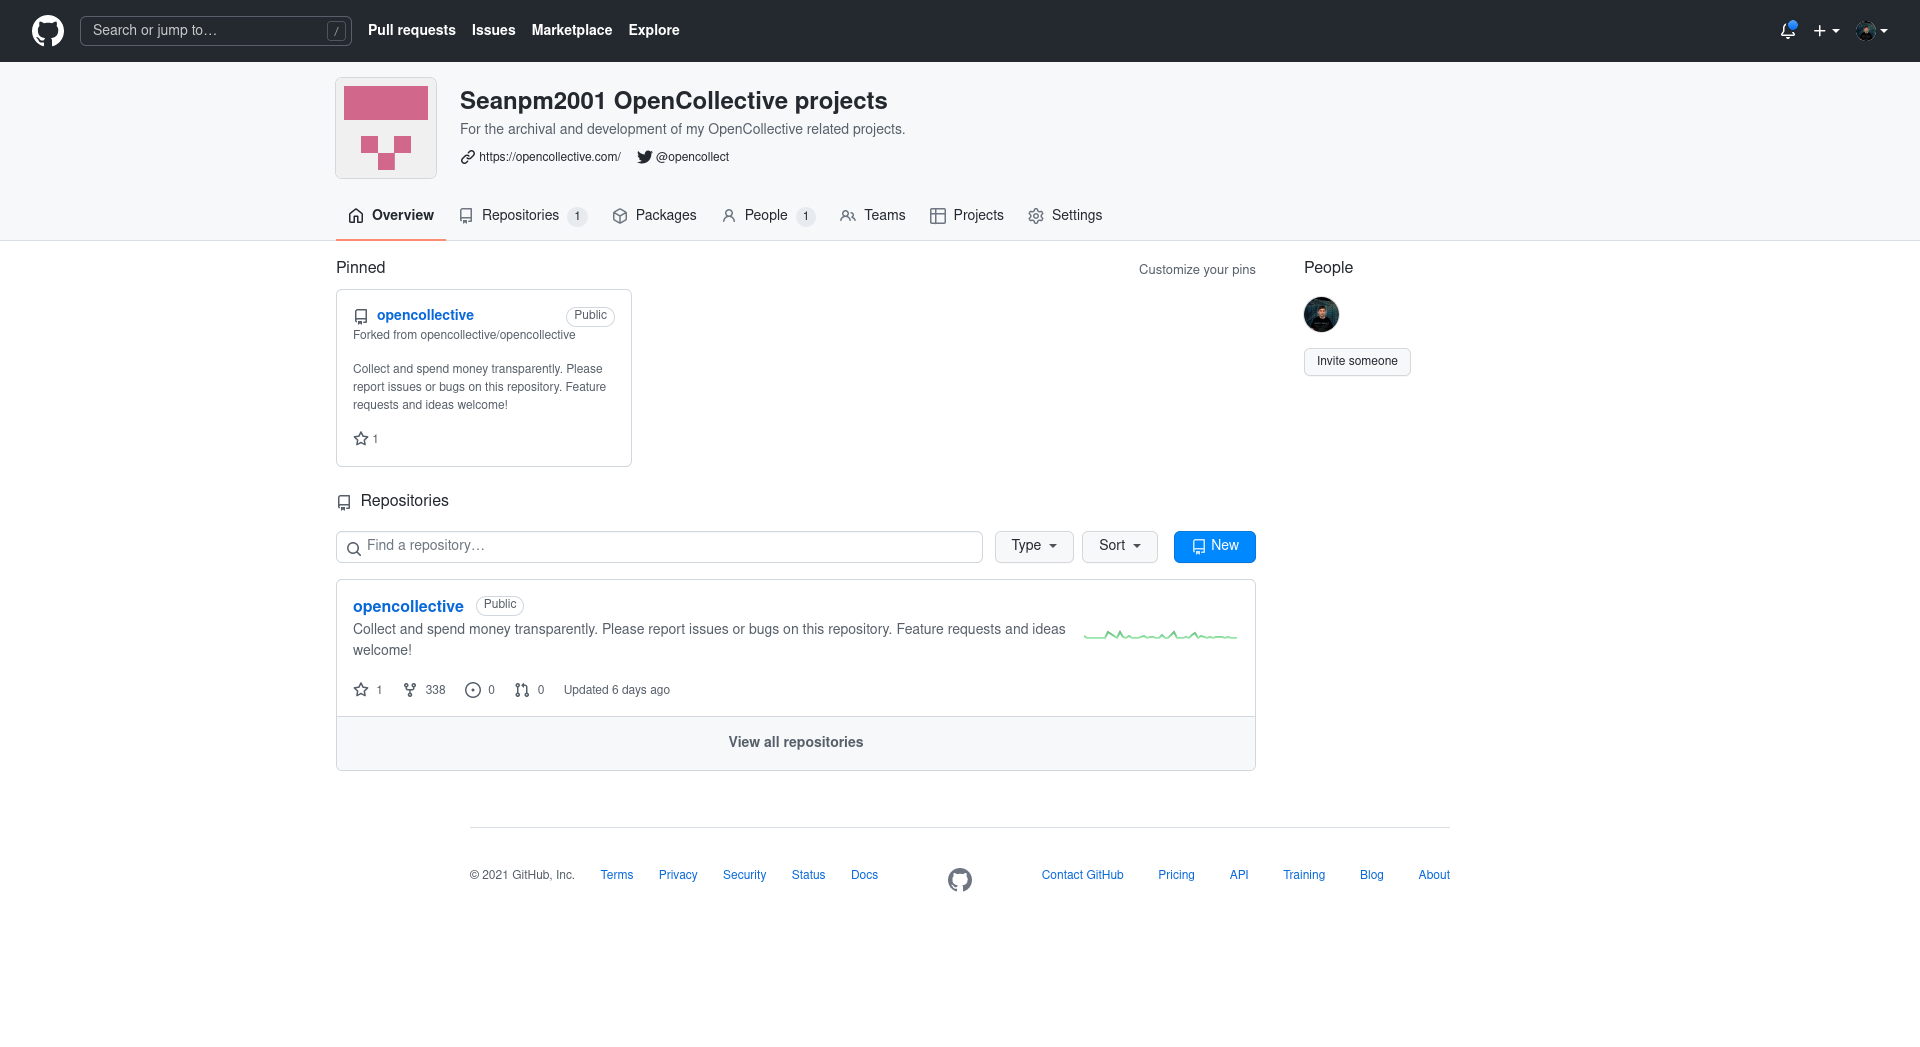 Search or jump to… /
Pull requests Issues Marketplace Explore
Seanpm2001 OpenCollective projects
For the archival and development of my OpenCollective related projects.
https://opencollective.com/ @opencollect
Overview Repositories 1 Packages People 1 Teams Projects Settings
Pinned
Customize your pins
opencollective Public
Forked from opencollective/opencollective
Collect and spend money transparently. Please
report issues or bugs on this repository. Feature
requests and ideas welcome!
1
People
Invite someone
Repositories
Find a repository… Type Sort New
opencollective Public
Collect and spend money transparently. Please report issues or bugs on this repository. Feature requests and ideas
welcome!
1 338 0 0 Updated 6 days ago
View all repositories
© 2021 GitHub, Inc. Terms Privacy Security Status Docs Contact GitHub Pricing API Training Blog About